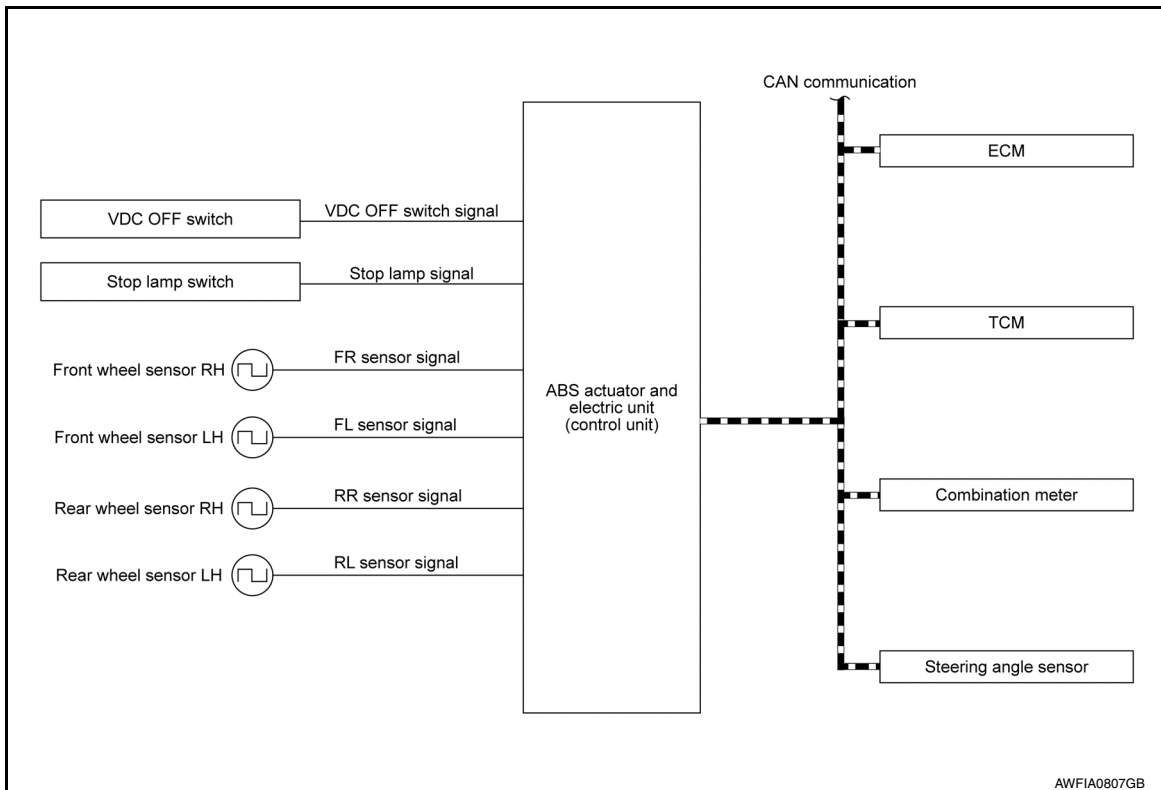 CAN communication
ECM
VDC OFF switch
VDC OFF switch signal
Stop lamp switch
Stop lamp signal
TCM
Front wheel sensor RH
FR sensor signal
ABS actuator and
electric unit
(control unit)
Front wheel sensor LH
FL sensor signal
Rear wheel sensor RH
RR sensor signal
Combination meter
Rear wheel sensor LH
RL sensor signal
Steering angle sensor
AWFIA0807GB